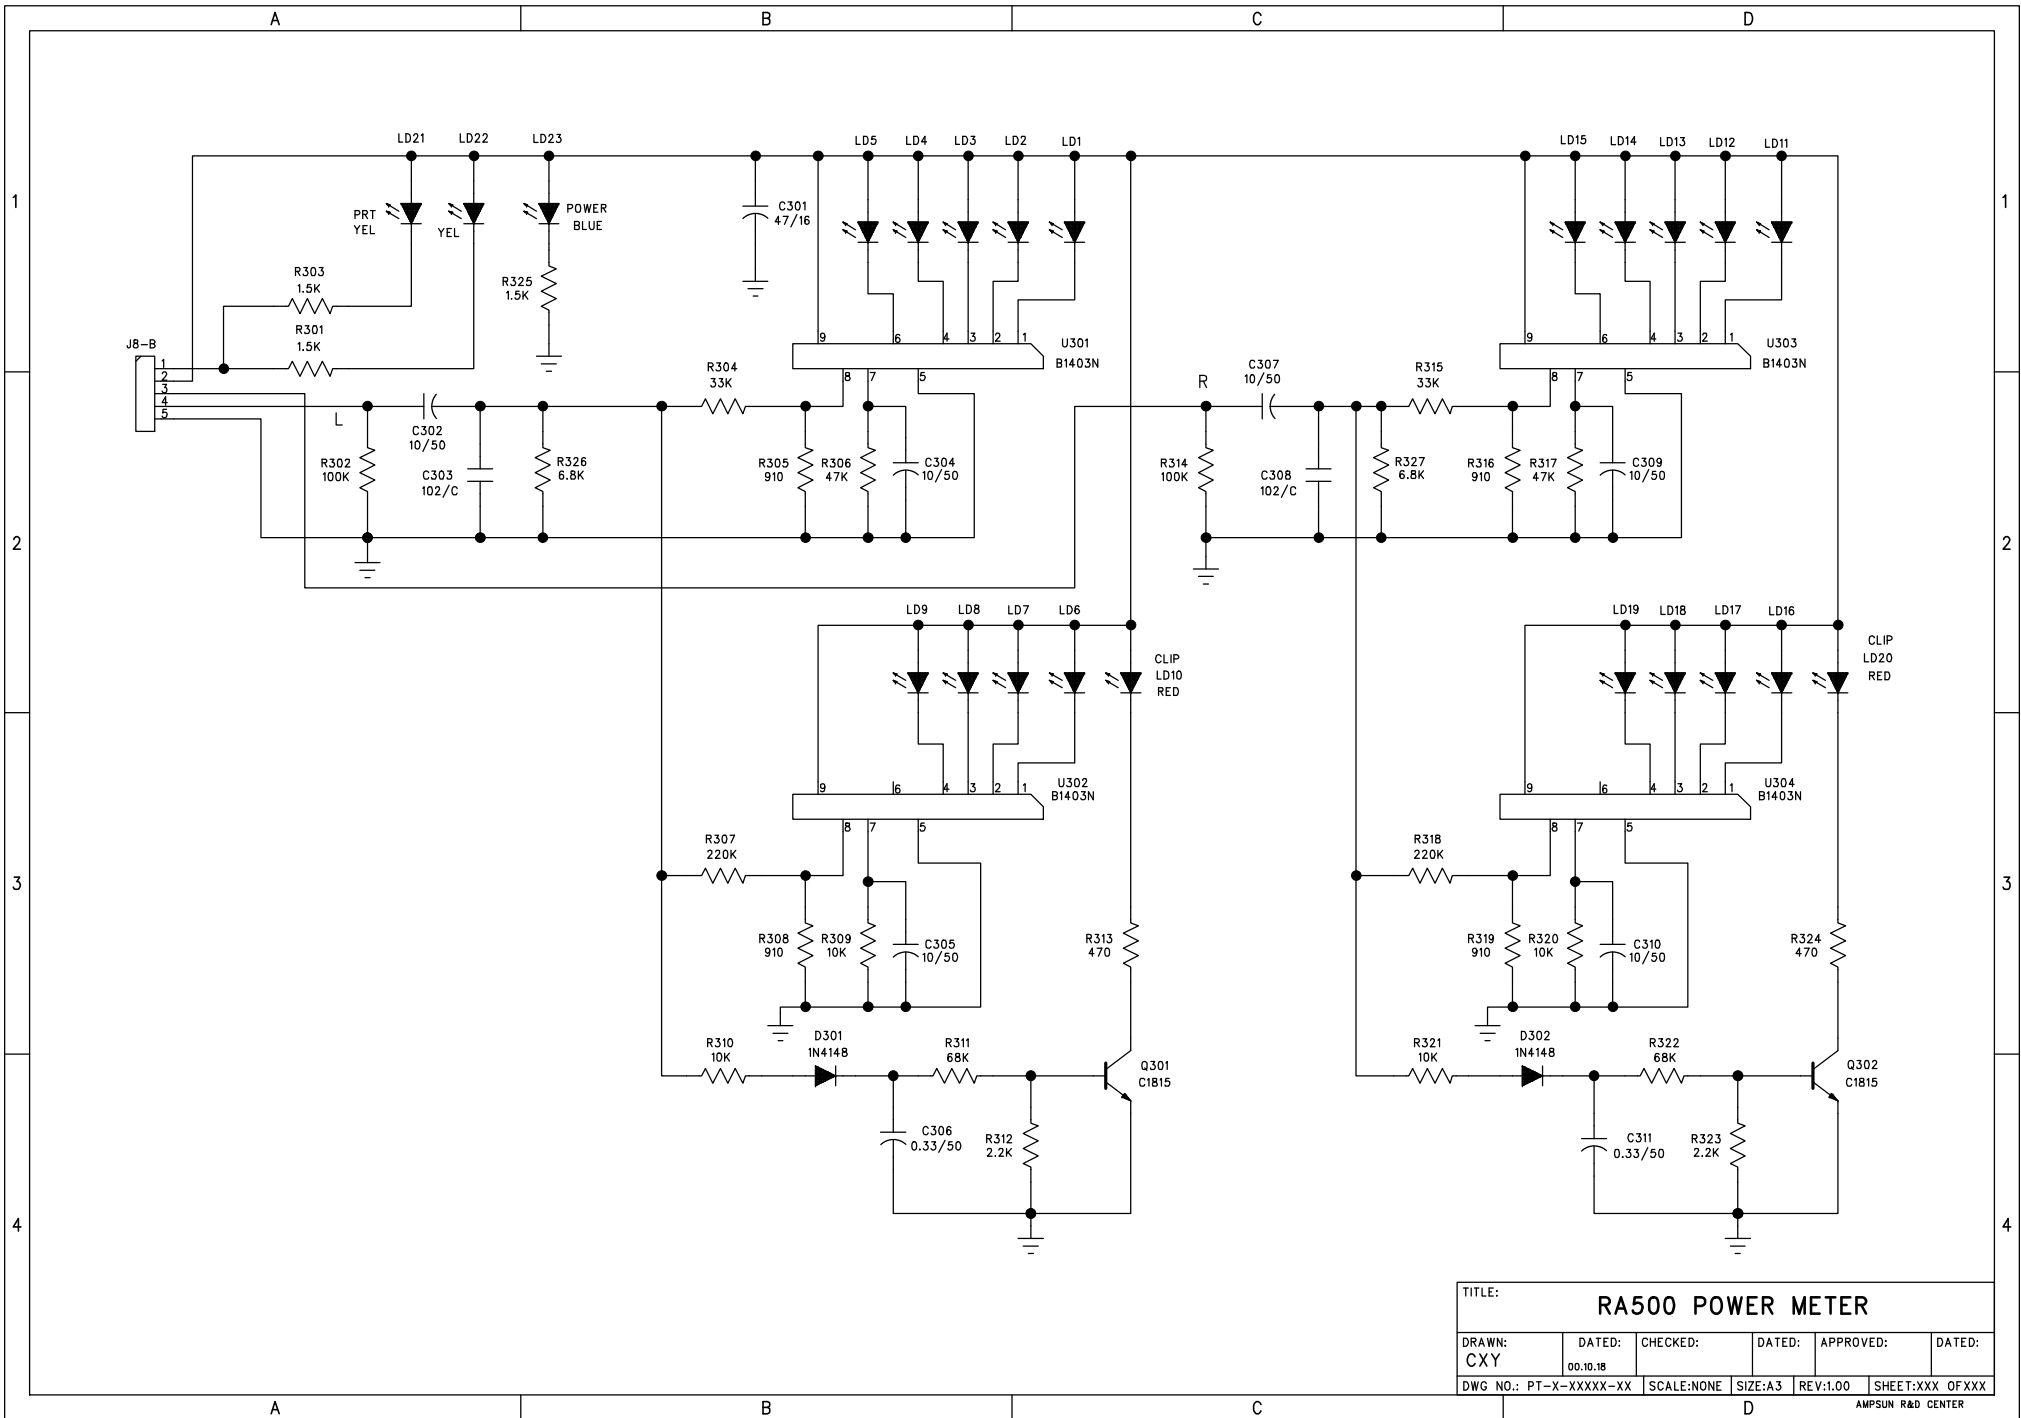 A B C D
LD21 LD22 LD23 LD5 LD4 LD3 LD2 LD1 LD15 LD14 LD13 LD12 LD11
1 1
PRT
YEL
YEL
POWER
BLUE
C301
47/16
R303
1.5K
R325
1.5K
R301
1.5K
J8-B
1
2
3
4
5
9 6 4 3 2 1
U301
B1403N
8 7 5
9 6 4 3 2 1
U303
B1403N
8 7 5
R304
33K
C307
10/50
R315
33K
L
R
C302
10/50
R302
100K
C303
102/C
R326
6.8K
R305
910
R306
47K
C304
10/50
R314
100K
C308
102/C
R327
6.8K
R316
910
R317
47K
C309
10/50
2 2
LD9 LD8 LD7 LD6
LD19 LD18 LD17 LD16
CLIP
LD10
RED
CLIP
LD20
RED
9 6 4 3 2 1
U302
B1403N
8 7 5
9 6 4 3 2 1
U304
B1403N
8 7 5
R307
220K
R318
220K
3 3
R308
910
R309
10K
C305
10/50
R313
470
R319
910
R320
10K
C310
10/50
R324
470
R310
10K
D301
1N4148
R311
68K
Q301
C1815
R321
10K
D302
1N4148
R322
68K
Q302
C1815
C306
0.33/50
R312
2.2K
C311
0.33/50
R323
2.2K
4 4
TITLE:
RA500 POWER METER
DRAWN: DATED: CHECKED: DATED: APPROVED: DATED:
CXY 00.10.18
DWG NO.: PT-X-XXXXX-XX SCALE:NONE SIZE:A3 REV:1.00 SHEET:XXX OFXXX
A B C D
AMPSUN R&D CENTER